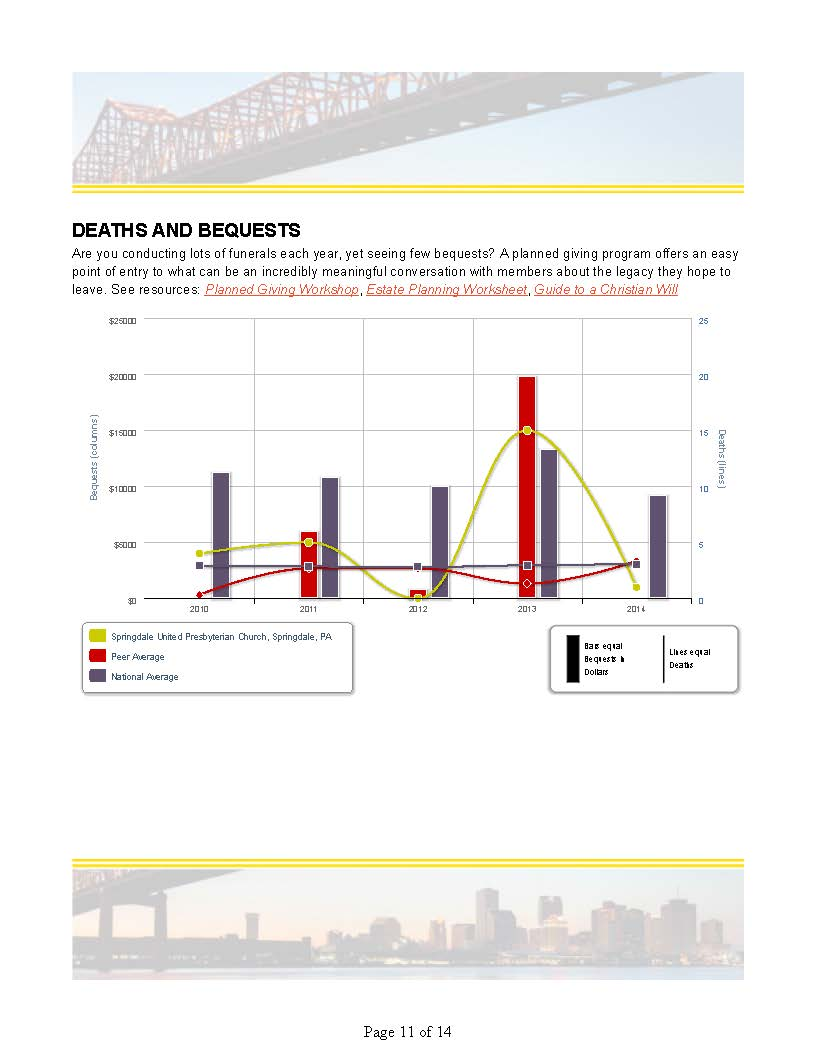 DEATHS AND BEQUESTS
Are you conducting lots of funerals each year, yet seeing few bequests? A planned giving program offers an easy
point of entry to what can be an incredibly meaningful conversation with members about the legacy they hope to
leave. See resources: Planned Giving Workshop, Estate Planning Worksheet, Guide to a Christian Will
$25000
25
$20000
20
$15000
15
$10000
10
$5000
5
$0
0
Bequests (columns)
Deaths (lines)
2010
2011
2012
2013
2014
Springdale United Presbyterian Church, Springdale, PA
Peer Average
National Average
Bars equal
Bequests in
Dollars
Lines equal
Deaths
Page 11 of 14